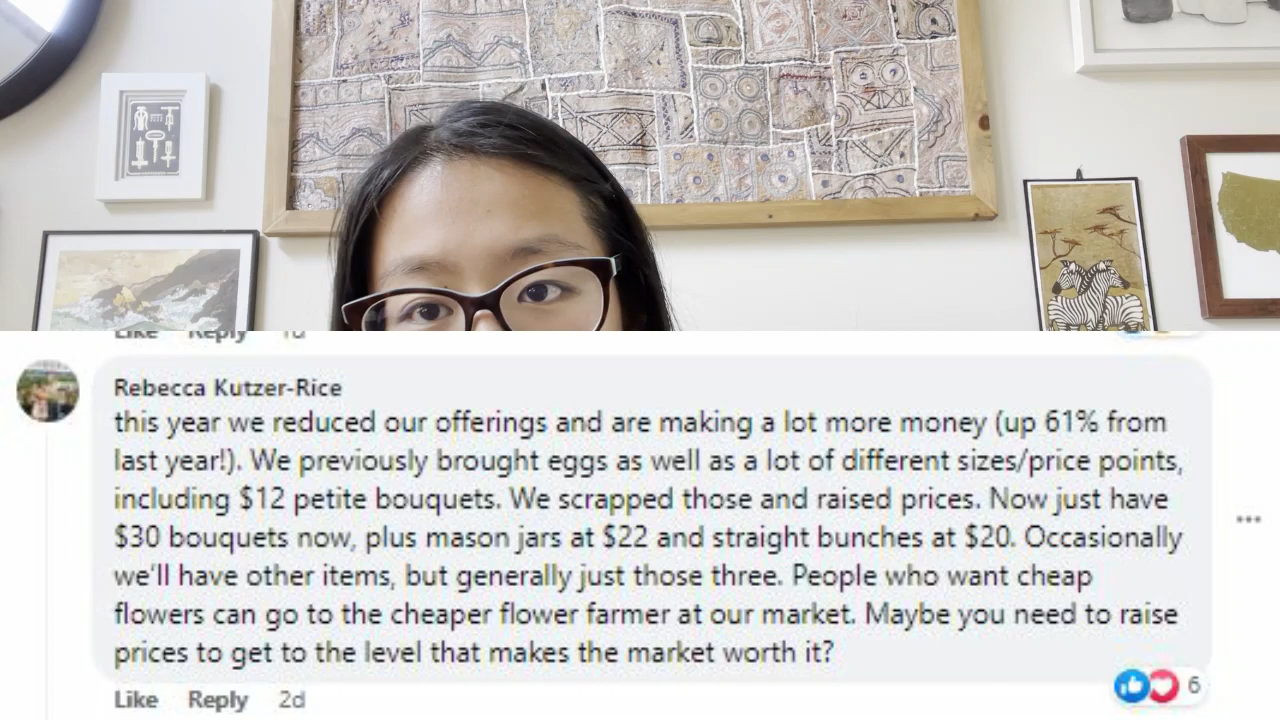 Like Reply 1d
Rebecca Kutzer-Rice
this year we reduced our offerings and are making a lot more money (up 61% from
last year!). We previously brought eggs as well as a lot of different sizes/price points,
including $12 petite bouquets. We scrapped those and raised prices. Now just have
$30 bouquets now, plus mason jars at $22 and straight bunches at $20. Occasionally
we'll have other items, but generally just those three. People who want cheap
flowers can go to the cheaper flower farmer at our market. Maybe you need to raise
prices to get to the level that makes the market worth it?
Like Reply 2d
6